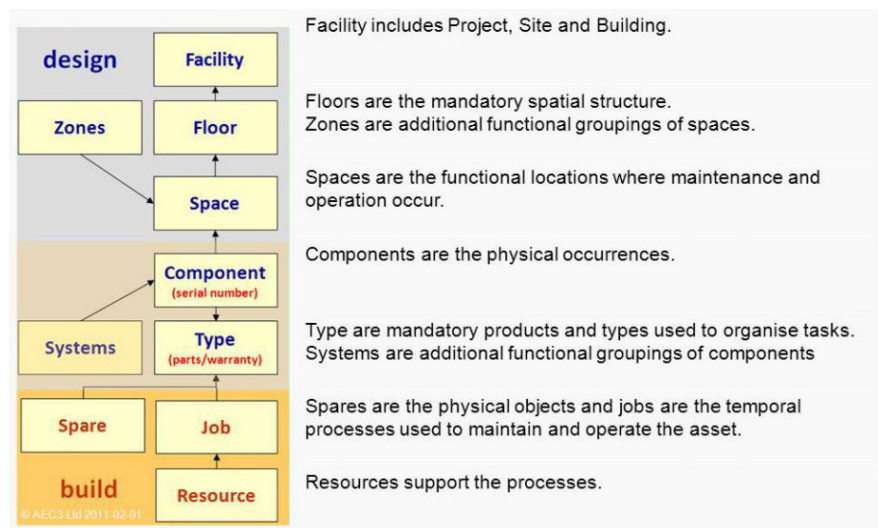 design
Facility
Facility includes Project, Site and Building.
Zones
Floor
Floors are the mandatory spatial structure.
Zones are additional functional groupings of spaces.
Space
Spaces are the functional locations where maintenance and
operation occur.
Component
(serial number)
Components are the physical occurrences.
Systems
Type
(parts/warranty)
Type are mandatory products and types used to organise tasks.
Systems are additional functional groupings of components
Spare
Job
Spares are the physical objects and jobs are the temporal
processes used to maintain and operate the asset.
build
Resource
Resources support the processes.
© AEC3 Ltd 2011-02-01